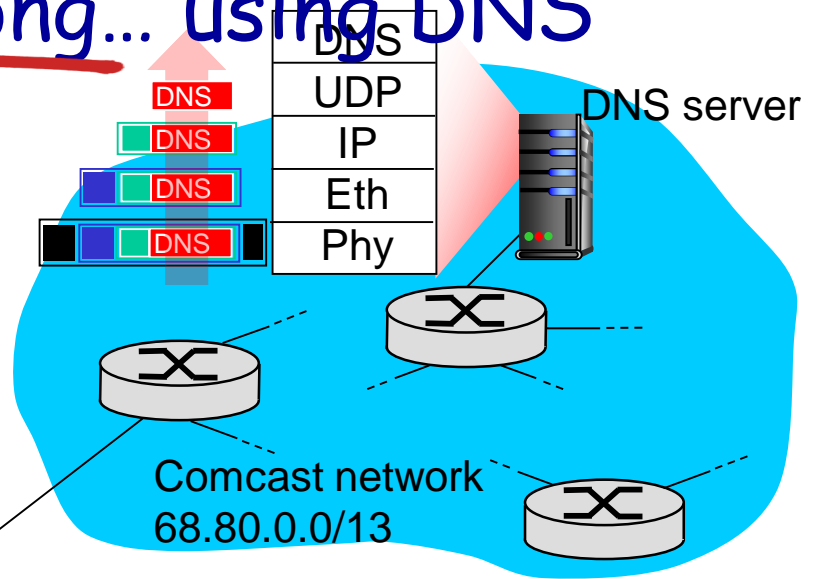 ong... using DNS
DNS
UDP
IP
Eth
Phy
DNS
DNS
DNS
DNS
DNS server
Comcast network
68.80.0.0/13